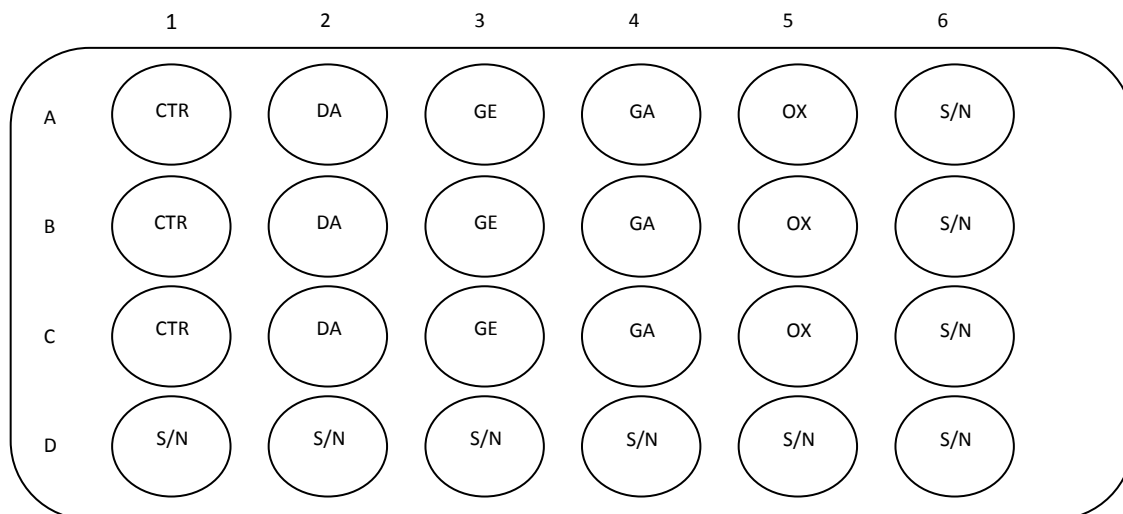 1 2 3 4 5 6
A CTR DA GE GA OX S/N
B CTR DA GE GA OX S/N
C CTR DA GE GA OX S/N
D S/N S/N S/N S/N S/N S/N